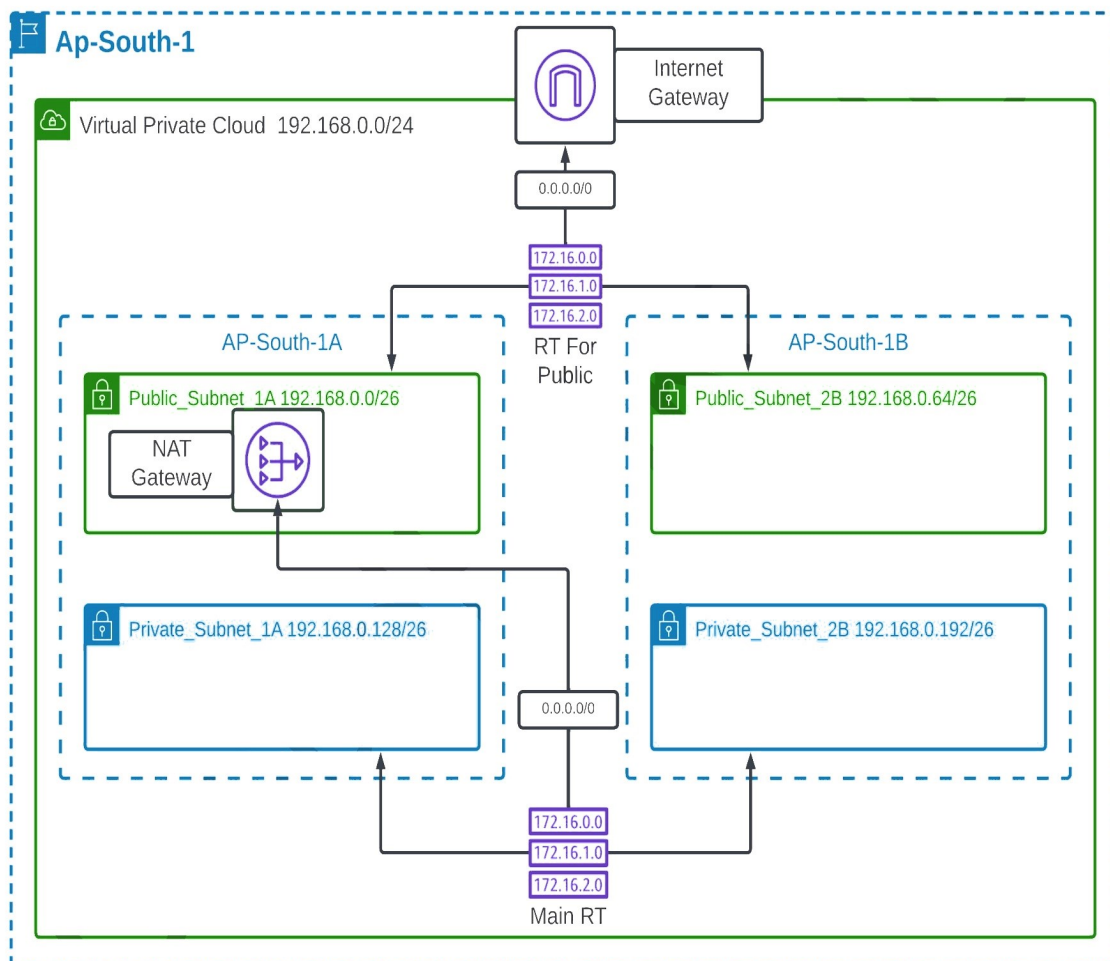 Ap-South-1
Internet
Gateway
Virtual Private Cloud 192.168.0.0/24
0.0.0.0/0
172.16.0.0
172.16.1.0
172.16.2.0
RT For
Public
AP-South-1A
AP-South-1B
Public_Subnet_1A 192.168.0.0/26
Public_Subnet_2B 192.168.0.64/26
NAT
Gateway
Private_Subnet_1A 192.168.0.128/26
Private_Subnet_2B 192.168.0.192/26
0.0.0.0/0
172.16.0.0
172.16.1.0
172.16.2.0
Main RT